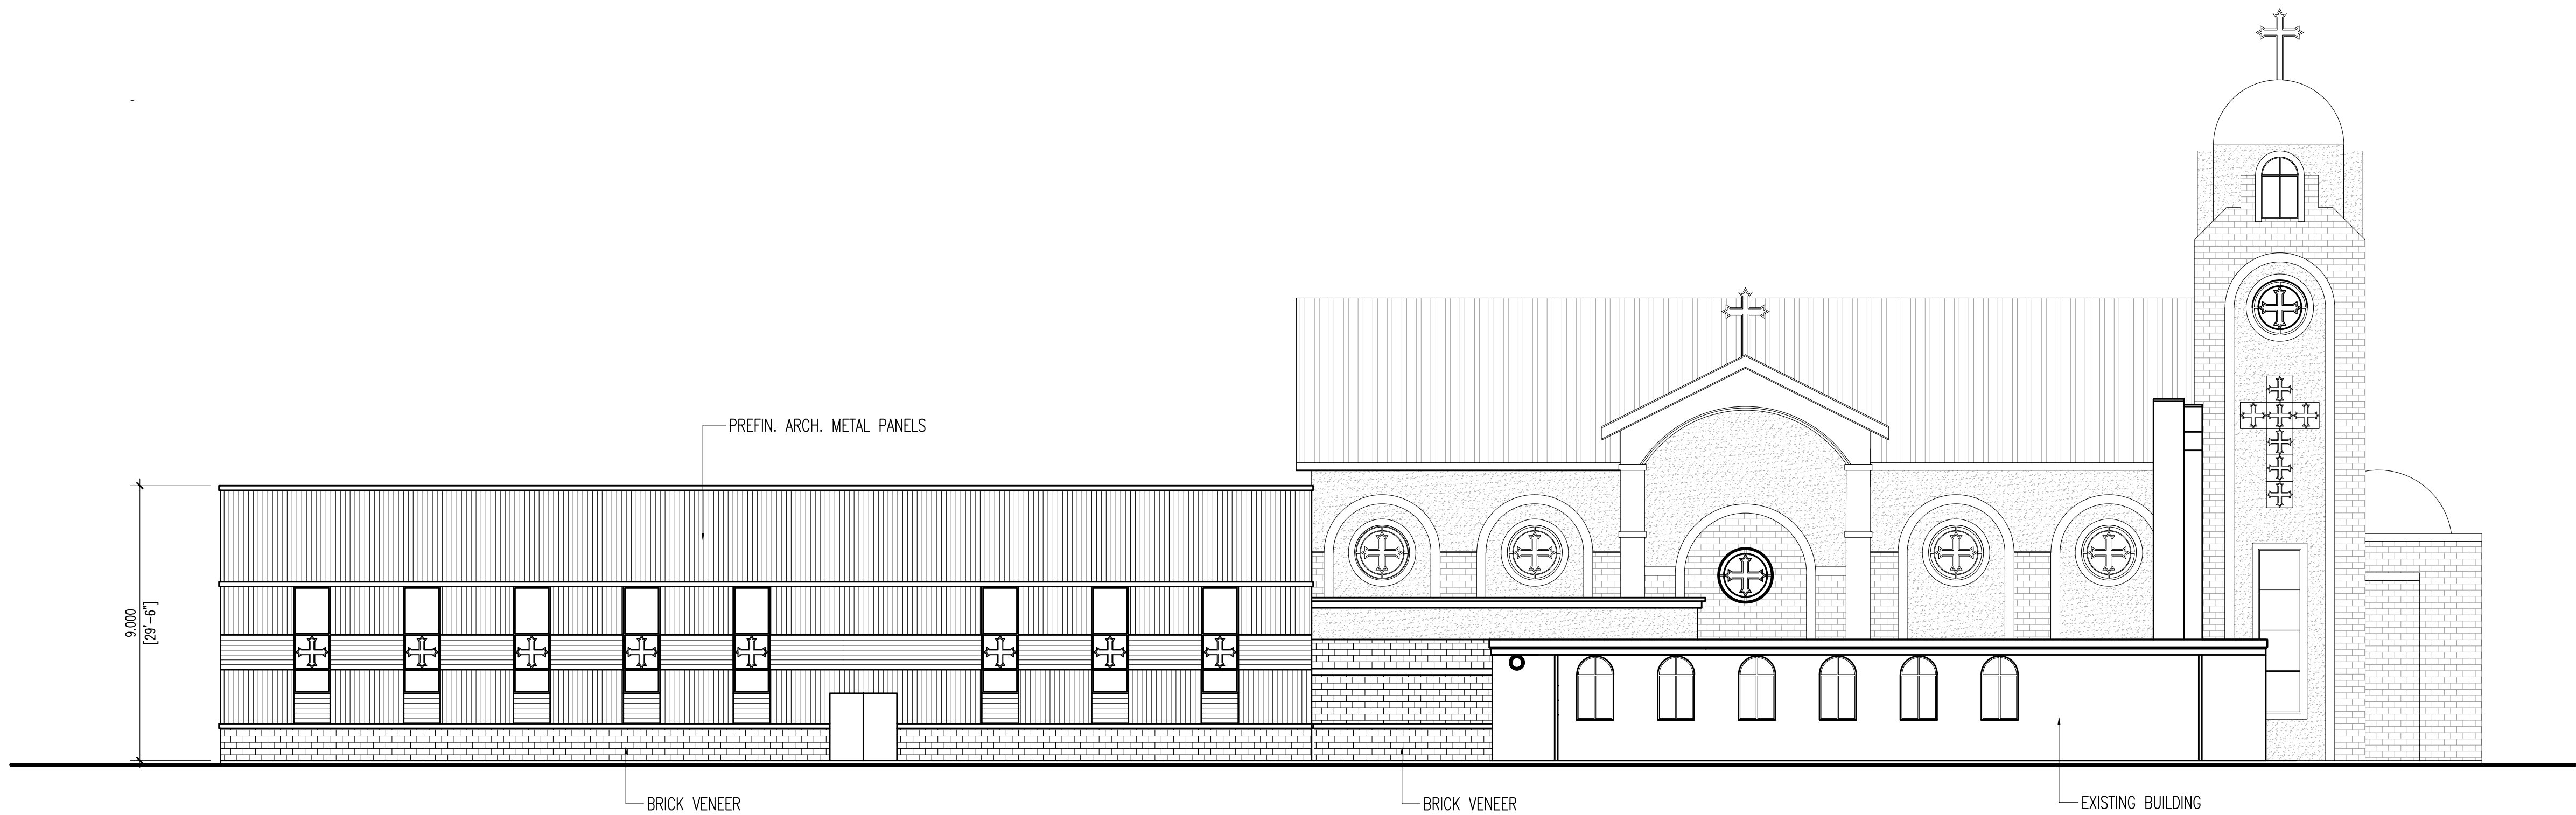 PREFIN. ARCH. METAL PANELS
9.000
[29'-6"]
BRICK VENEER
BRICK VENEER
EXISTING BUILDING